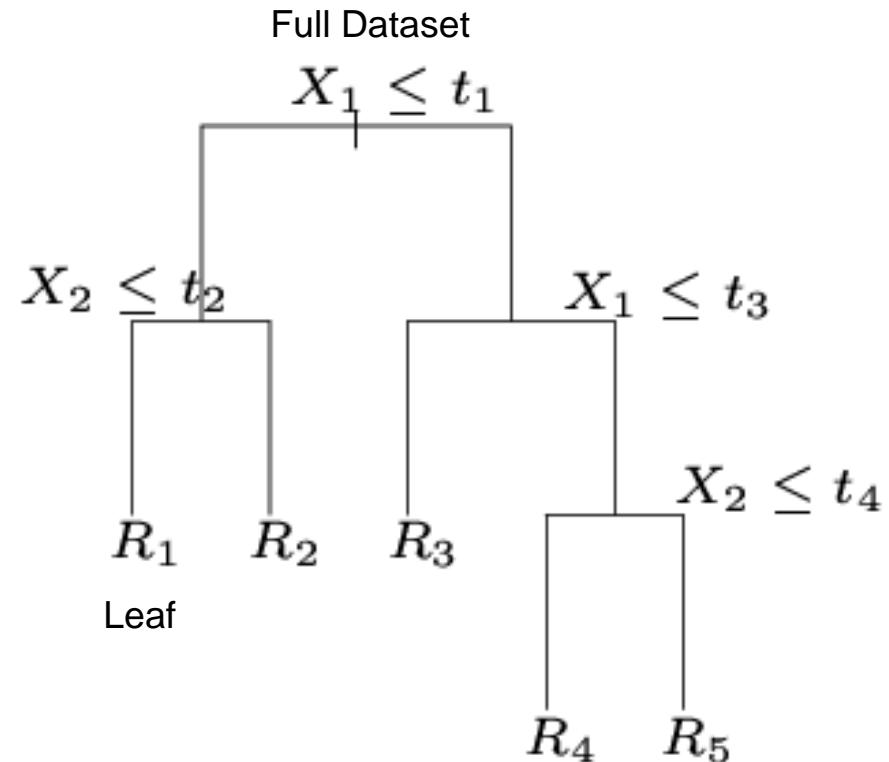 Full Dataset
X₁ ≤ t₁
X₂ ≤ t₂
X₁ ≤ t₃
X₂ ≤ t₄
R₁
R₂
R₃
Leaf
R₄
R₅